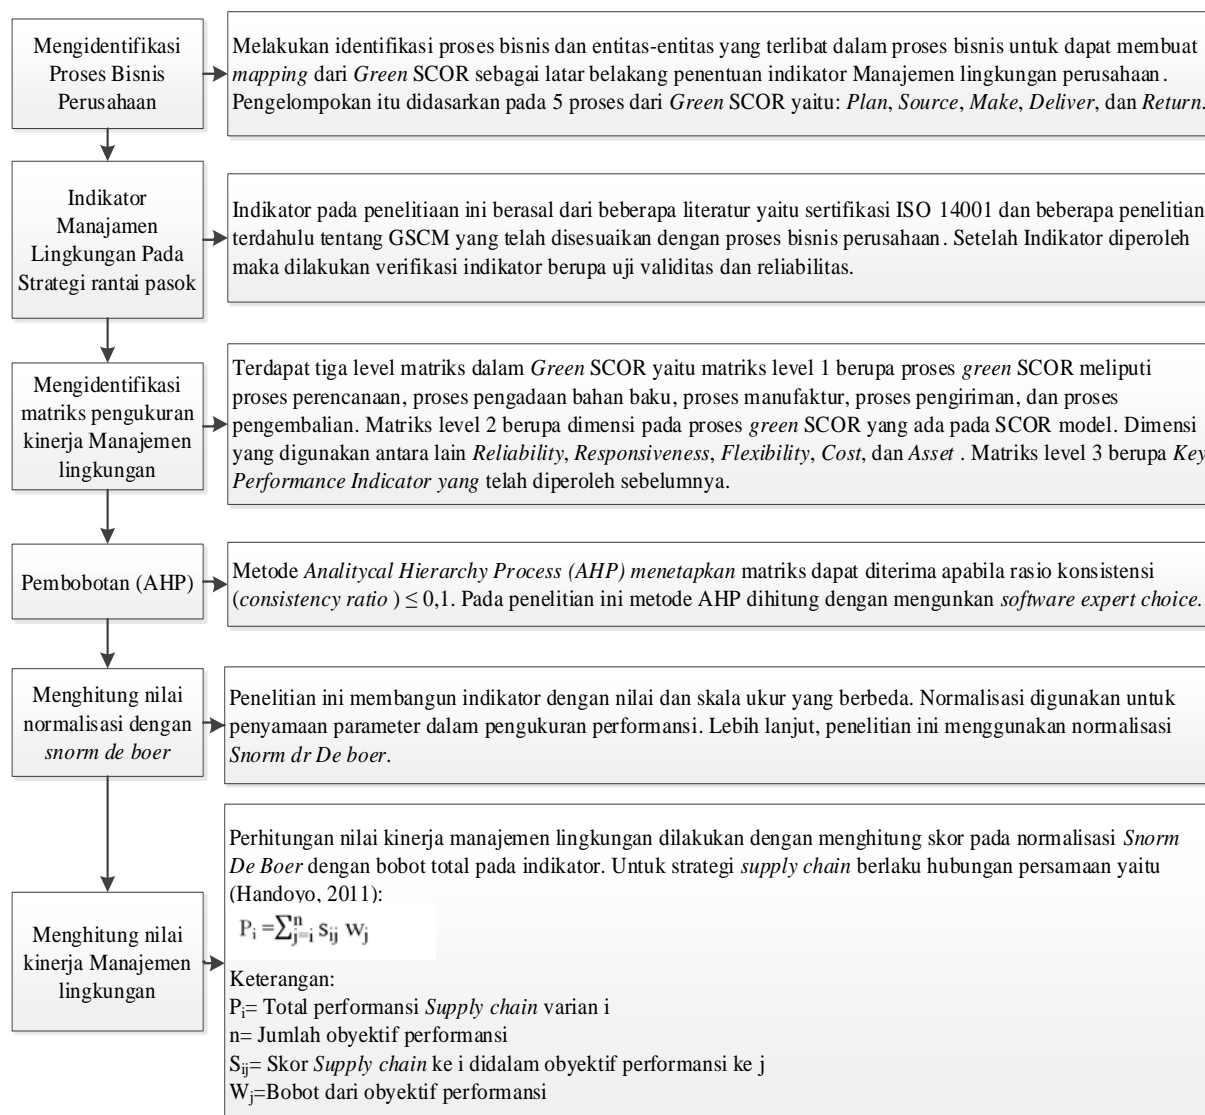 Mengidentifikasi
Proses Bisnis
Perusahaan
Melakukan identifikasi proses bisnis dan entitas-entitas yang terlibat dalam proses bisnis untuk dapat membuat
mapping dari Green SCOR sebagai latar belakang penentuan indikator Manajemen lingkungan perusahaan.
Pengelompokan itu didasarkan pada 5 proses dari Green SCOR yaitu: Plan, Source, Make, Deliver, dan Return.
Indikator
Manajamen
Lingkungan Pada
Strategi rantai pasok
Indikator pada penelitiaan ini berasal dari beberapa literatur yaitu sertifikasi ISO 14001 dan beberapa penelitian
terdahulu tentang GSCM yang telah disesuaikan dengan proses bisnis perusahaan. Setelah Indikator diperoleh
maka dilakukan verifikasi indikator berupa uji validitas dan reliabilitas.
Mengidentifikasi
matriks pengukuran
kinerja Manajemen
lingkungan
Terdapat tiga level matriks dalam Green SCOR yaitu matriks level 1 berupa proses green SCOR meliputi
proses perencanaan, proses pengadaan bahan baku, proses manufaktur, proses pengiriman, dan proses
pengembalian. Matriks level 2 berupa dimensi pada proses green SCOR yang ada pada SCOR model. Dimensi
yang digunakan antara lain Reliability, Responsiveness, Flexibility, Cost, dan Asset . Matriks level 3 berupa Key
Performance Indicator yang telah diperoleh sebelumnya.
Pembobotan (AHP)
Metode Analitycal Hierarchy Process (AHP) menetapkan matriks dapat diterima apabila rasio konsistensi
(consistency ratio ) ≤ 0,1. Pada penelitian ini metode AHP dihitung dengan mengunkan software expert choice.
Menghitung nilai
normalisasi dengan
snorm de boer
Penelitian ini membangun indikator dengan nilai dan skala ukur yang berbeda. Normalisasi digunakan untuk
penyamaan parameter dalam pengukuran performansi. Lebih lanjut, penelitian ini menggunakan normalisasi
Snorm dr De boer.
Menghitung nilai
kinerja Manajemen
lingkungan
Perhitungan nilai kinerja manajemen lingkungan dilakukan dengan menghitung skor pada normalisasi Snorm
De Boer dengan bobot total pada indikator. Untuk strategi supply chain berlaku hubungan persamaan yaitu
(Handoyo, 2011):
Pᵢ =∑ⁿⱼ₌ᵢ sᵢⱼ wⱼ
Keterangan:
Pᵢ= Total performansi Supply chain varian i
n= Jumlah obyektif performansi
Sᵢⱼ= Skor Supply chain ke i didalam obyektif performansi ke j
Wⱼ=Bobot dari obyektif performansi